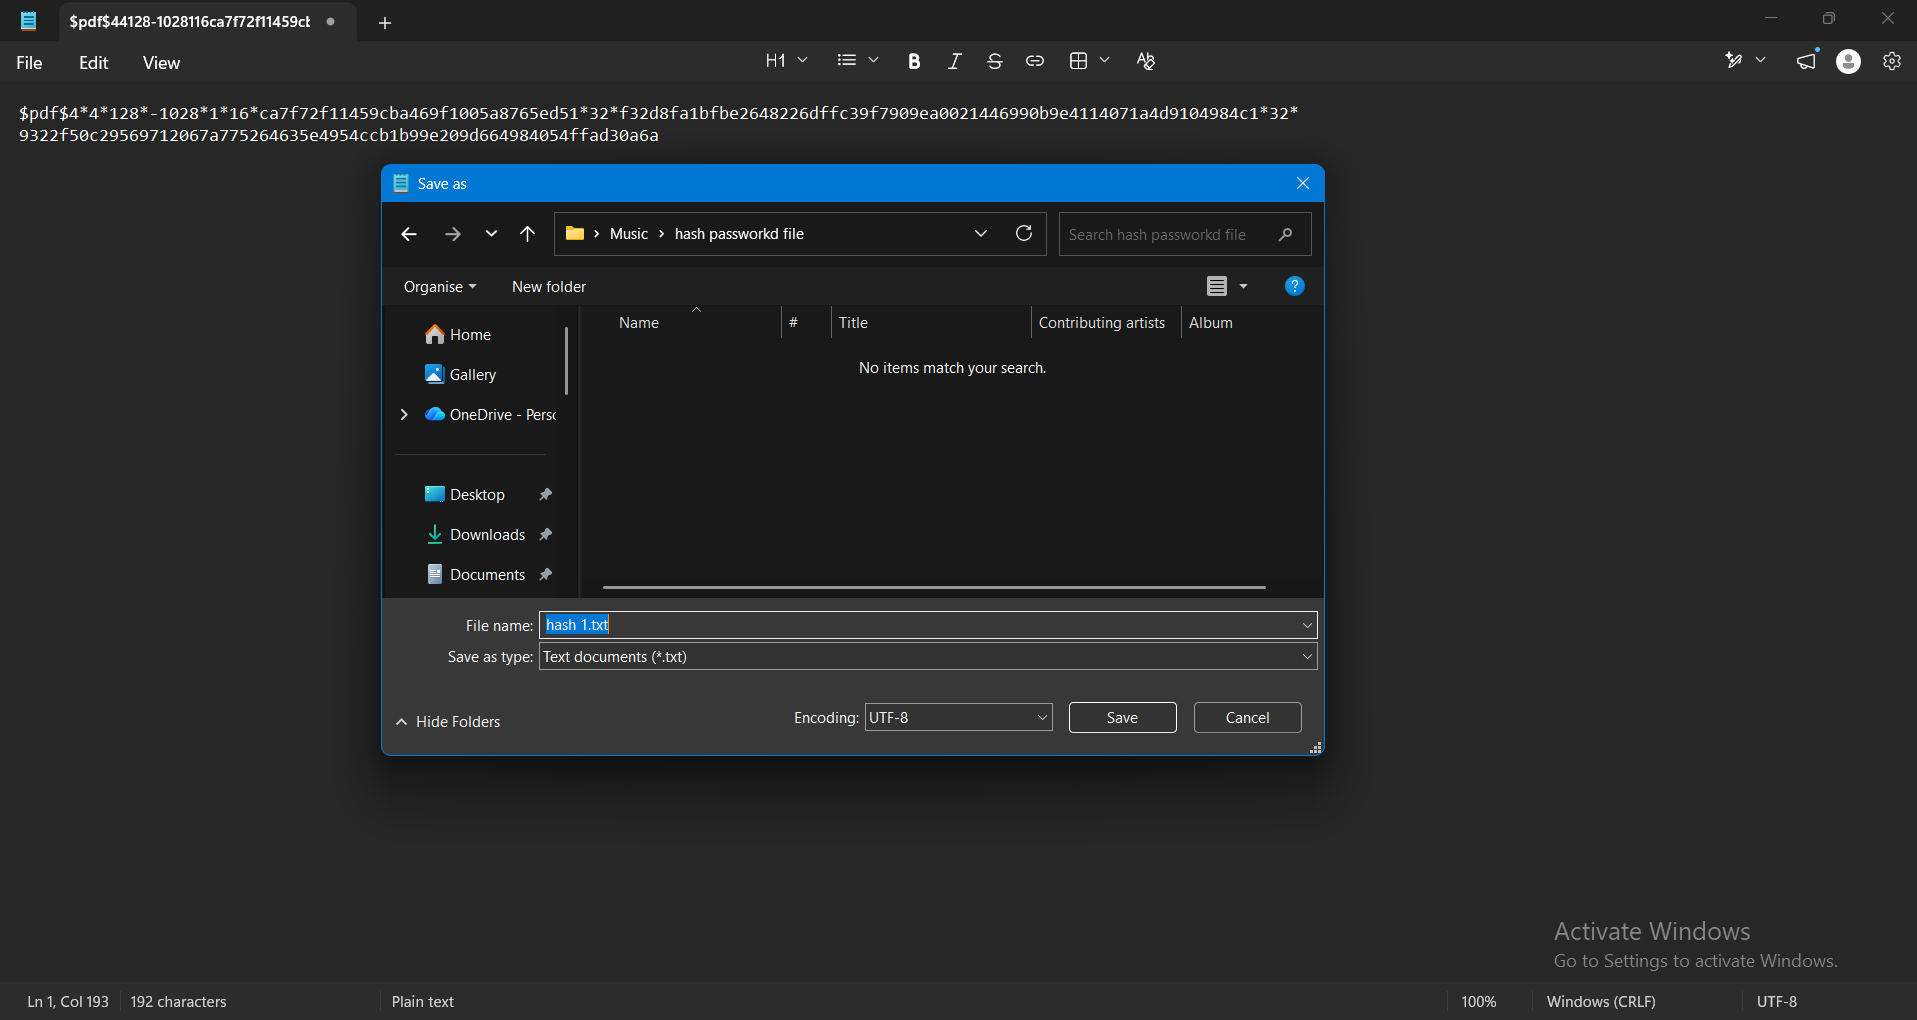 $pdf$44128-1028116ca7f72f11459cb
File Edit View
H1
$pdf$4*4*128*-1028*1*16*ca7f72f11459cba469f1005a8765ed51*32*f32d8fa1bfbe2648226dffc39f7909ea0021446990b9e4114071a4d9104984c1*32*
9322f50c29569712067a775264635e4954ccb1b99e209d664984054ffad30a6a
Save as
Music > hash passworkd file
Search hash passworkd file
Organise New folder
Name # Title Contributing artists Album
No items match your search.
Home
Gallery
OneDrive - Perso
Desktop
Downloads
Documents
File name: hash 1.txt
Save as type: Text documents (*.txt)
Hide Folders Encoding: UTF-8 Save Cancel
Activate Windows
Go to Settings to activate Windows.
Ln 1, Col 193 192 characters Plain text 100% Windows (CRLF) UTF-8